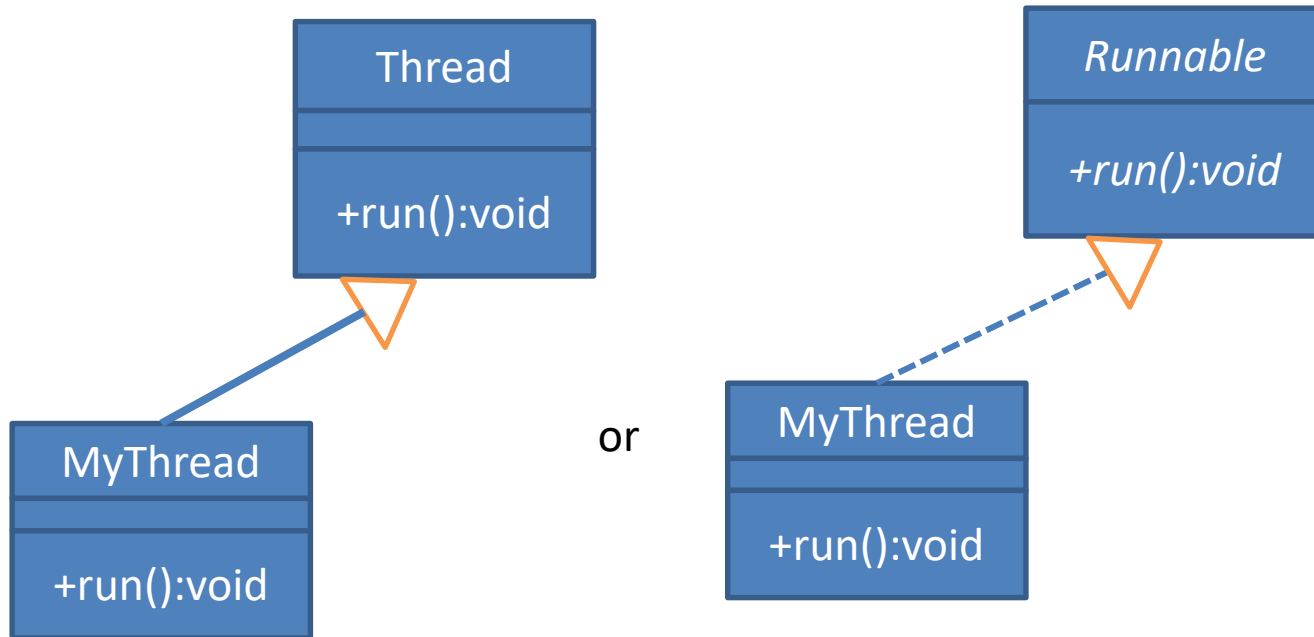 Thread
+run():void
MyThread
+run():void
or
Runnable
+run():void
MyThread
+run():void